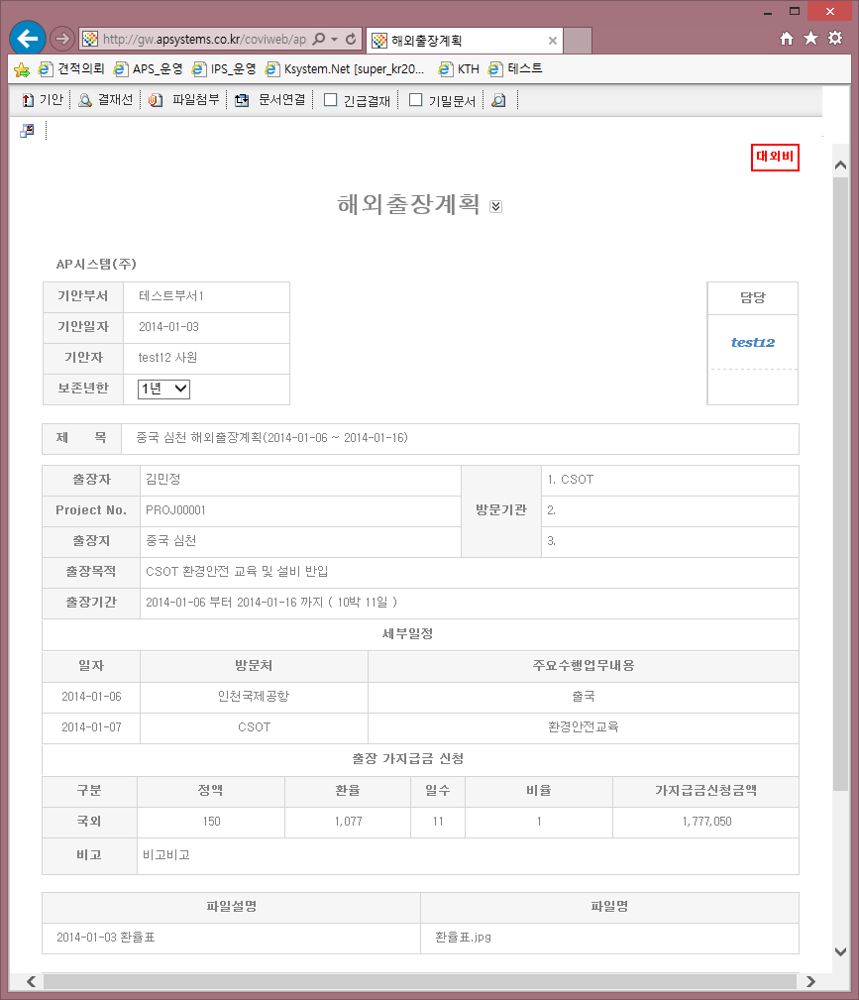 http://gw.apsystems.co.kr/coviweb/ap
해외출장계획
견적의뢰 APS_운영 IPS_운영 Ksystem.Net [super_kr20... KTH 테스트
기안 결재선 파일첨부 문서연결 긴급결재 기밀문서
대외비
해외출장계획
AP시스템(주)
기안부서 테스트부서1 담당
기안일자 2014-01-03
기안자 test12 사원 test12
보존년한 1년
제 목 중국 심천 해외출장계획(2014-01-06 ~ 2014-01-16)
출장자 김민정 방문기관 1. CSOT
Project No. PROJ00001 2.
출장지 중국 심천 3.
출장목적 CSOT 환경안전 교육 및 설비 반입
출장기간 2014-01-06 부터 2014-01-16 까지 ( 10박 11일 )
세부일정
일자 방문처 주요수행업무내용
2014-01-06 인천국제공항 출국
2014-01-07 CSOT 환경안전교육
출장 가지급금 신청
구분 정액 환율 일수 비율 가지급금신청금액
국외 150 1,077 11 1 1,777,050
비고 비고비고
파일설명 파일명
2014-01-03 환율표 환율표.jpg